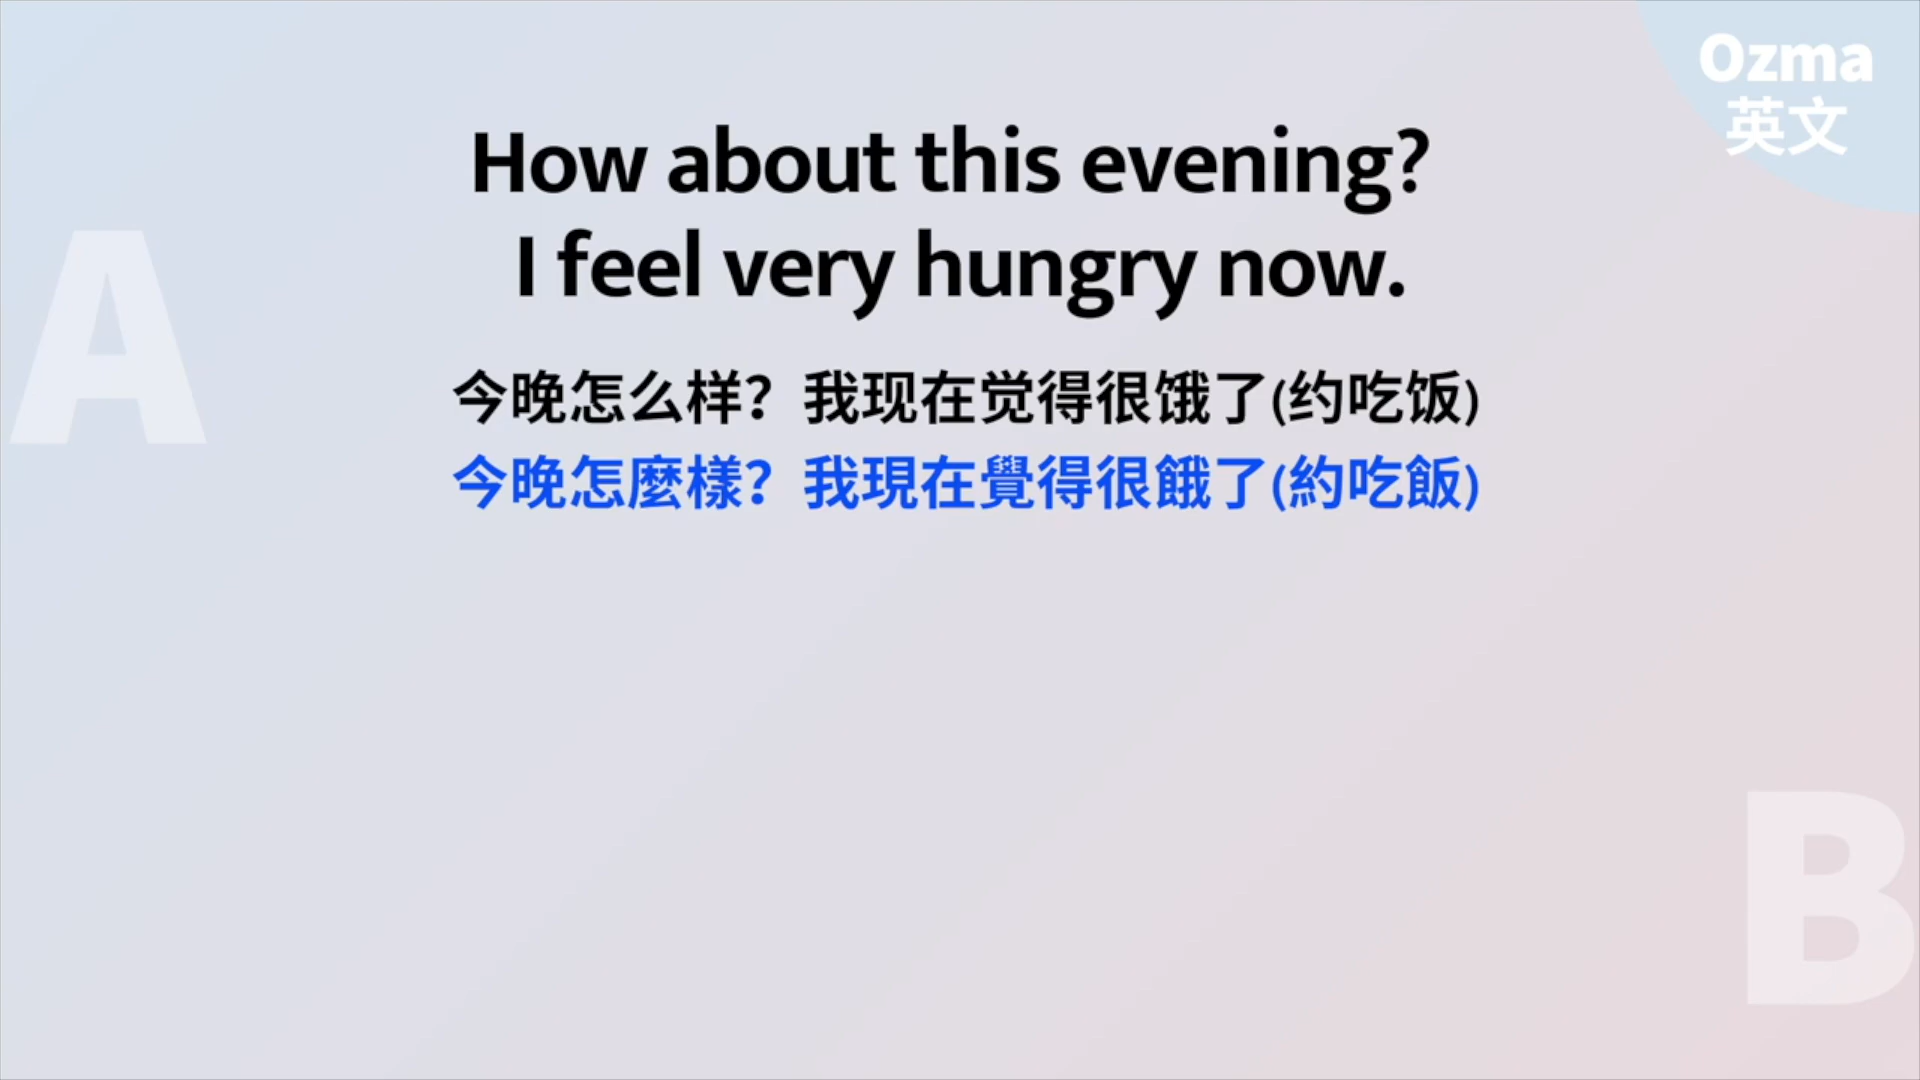 Ozma
英文
How about this evening?
I feel very hungry now.
今晚怎么样？我现在觉得很饿了(约吃饭)
今晚怎麼樣？我現在覺得很餓了(約吃飯)
A
B